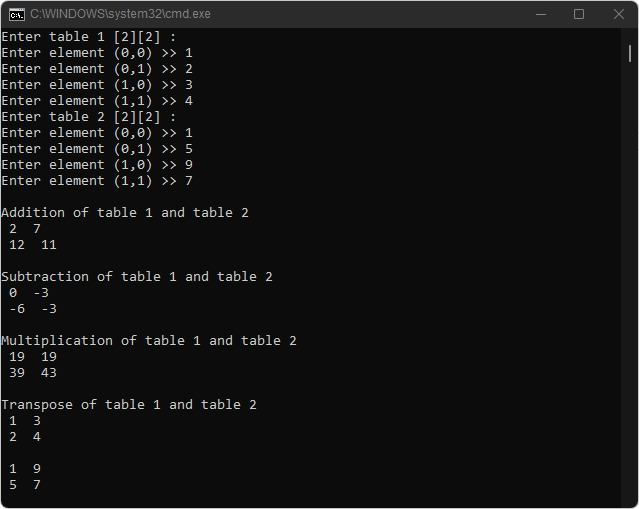 C:\WINDOWS\system32\cmd.exe
Enter table 1 [2][2] :
Enter element (0,0) >> 1
Enter element (0,1) >> 2
Enter element (1,0) >> 3
Enter element (1,1) >> 4
Enter table 2 [2][2] :
Enter element (0,0) >> 1
Enter element (0,1) >> 5
Enter element (1,0) >> 9
Enter element (1,1) >> 7
Addition of table 1 and table 2
2  7
12  11
Subtraction of table 1 and table 2
0  -3
-6  -3
Multiplication of table 1 and table 2
19  19
39  43
Transpose of table 1 and table 2
1  3
2  4
1  9
5  7